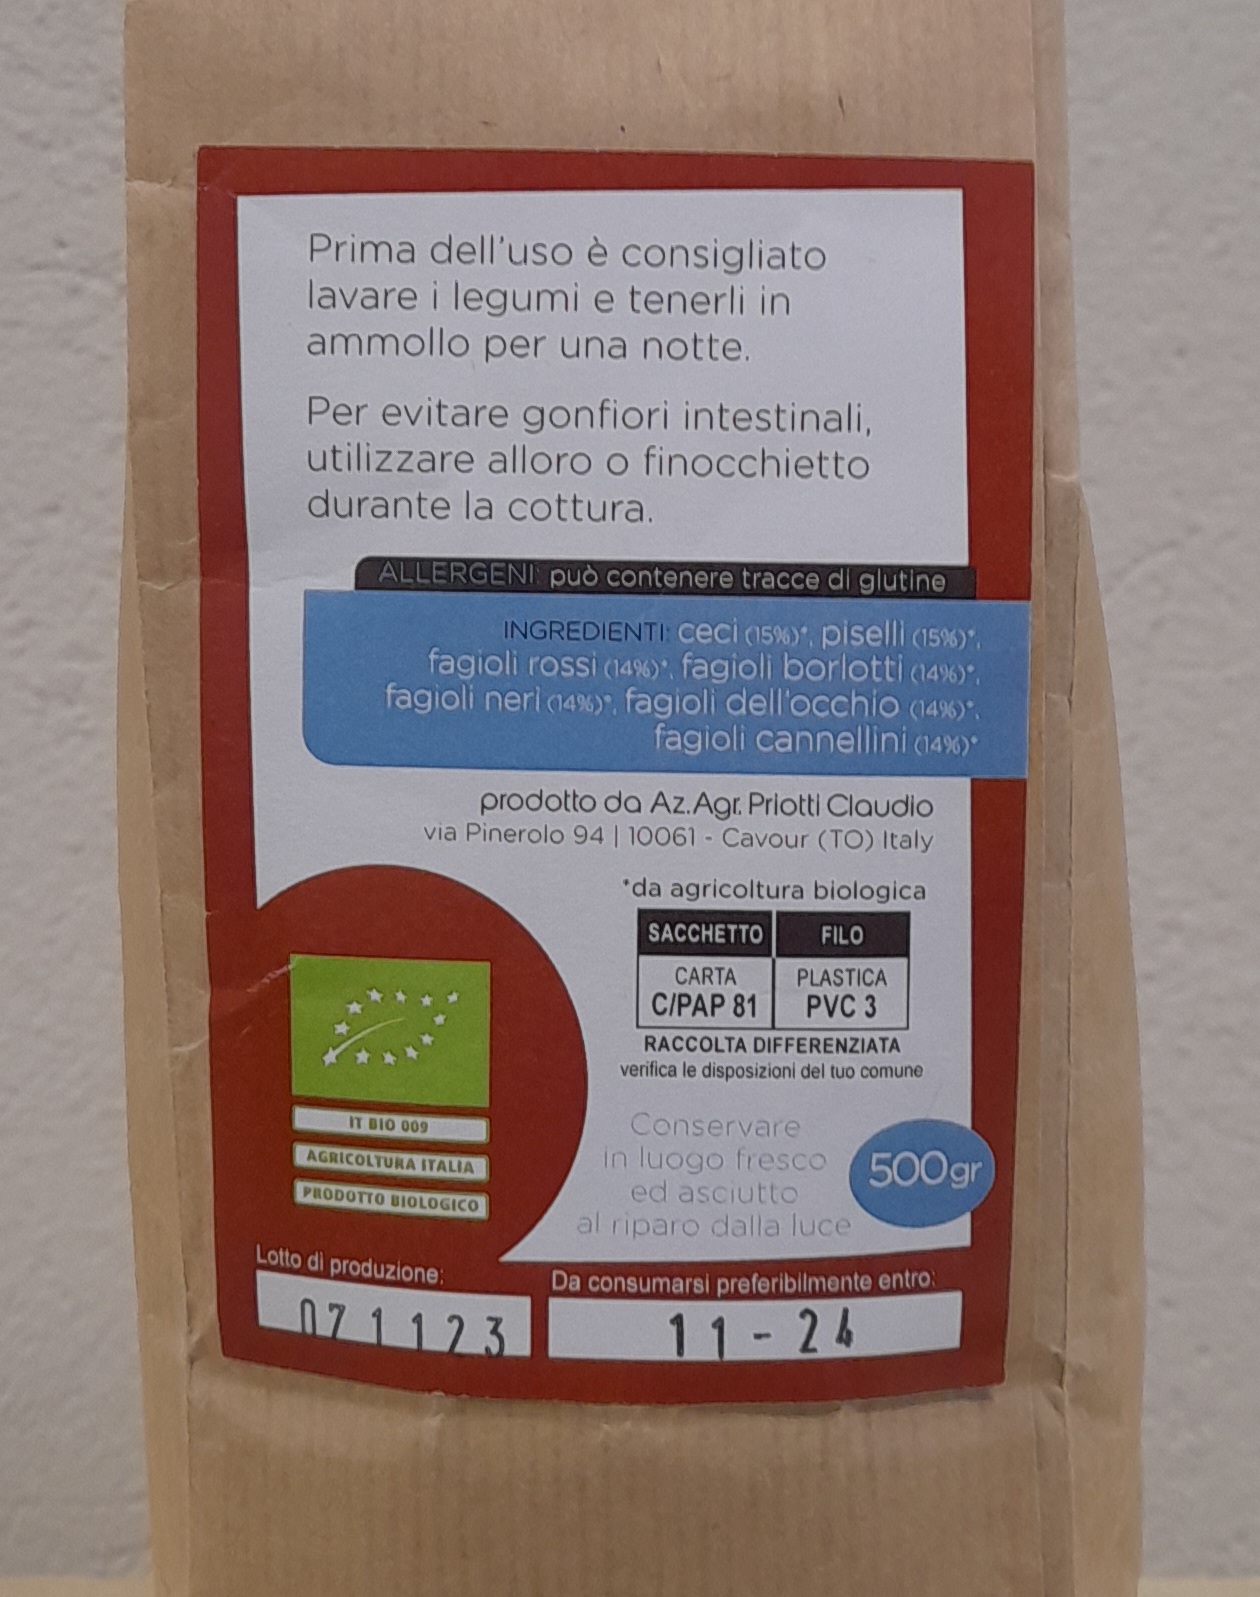 Prima dell'uso è consigliato
lavare i legumi e tenerli in
ammollo per una notte.
Per evitare gonfiori intestinali,
utilizzare alloro o finocchietto
durante la cottura.
ALLERGENI: può contenere tracce di glutine
INGREDIENTI: ceci (15%)*, piselli (15%)*,
fagioli rossi (14%)*, fagioli borlotti (14%)*,
fagioli neri (14%)*, fagioli dell'occhio (14%)*,
fagioli cannellini (14%)*
prodotto da Az.Agr. Priotti Claudio
via Pinerolo 94 | 10061 - Cavour (TO) Italy
*da agricoltura biologica
SACCHETTO FILO
CARTA PLASTICA
C/PAP 81 PVC 3
RACCOLTA DIFFERENZIATA
verifica le disposizioni del tuo comune
IT BIO 009
AGRICOLTURA ITALIA
PRODOTTO BIOLOGICO
Conservare
in luogo fresco
ed asciutto
al riparo dalla luce
500gr
Lotto di produzione:
071123
Da consumarsi preferibilmente entro:
11-24